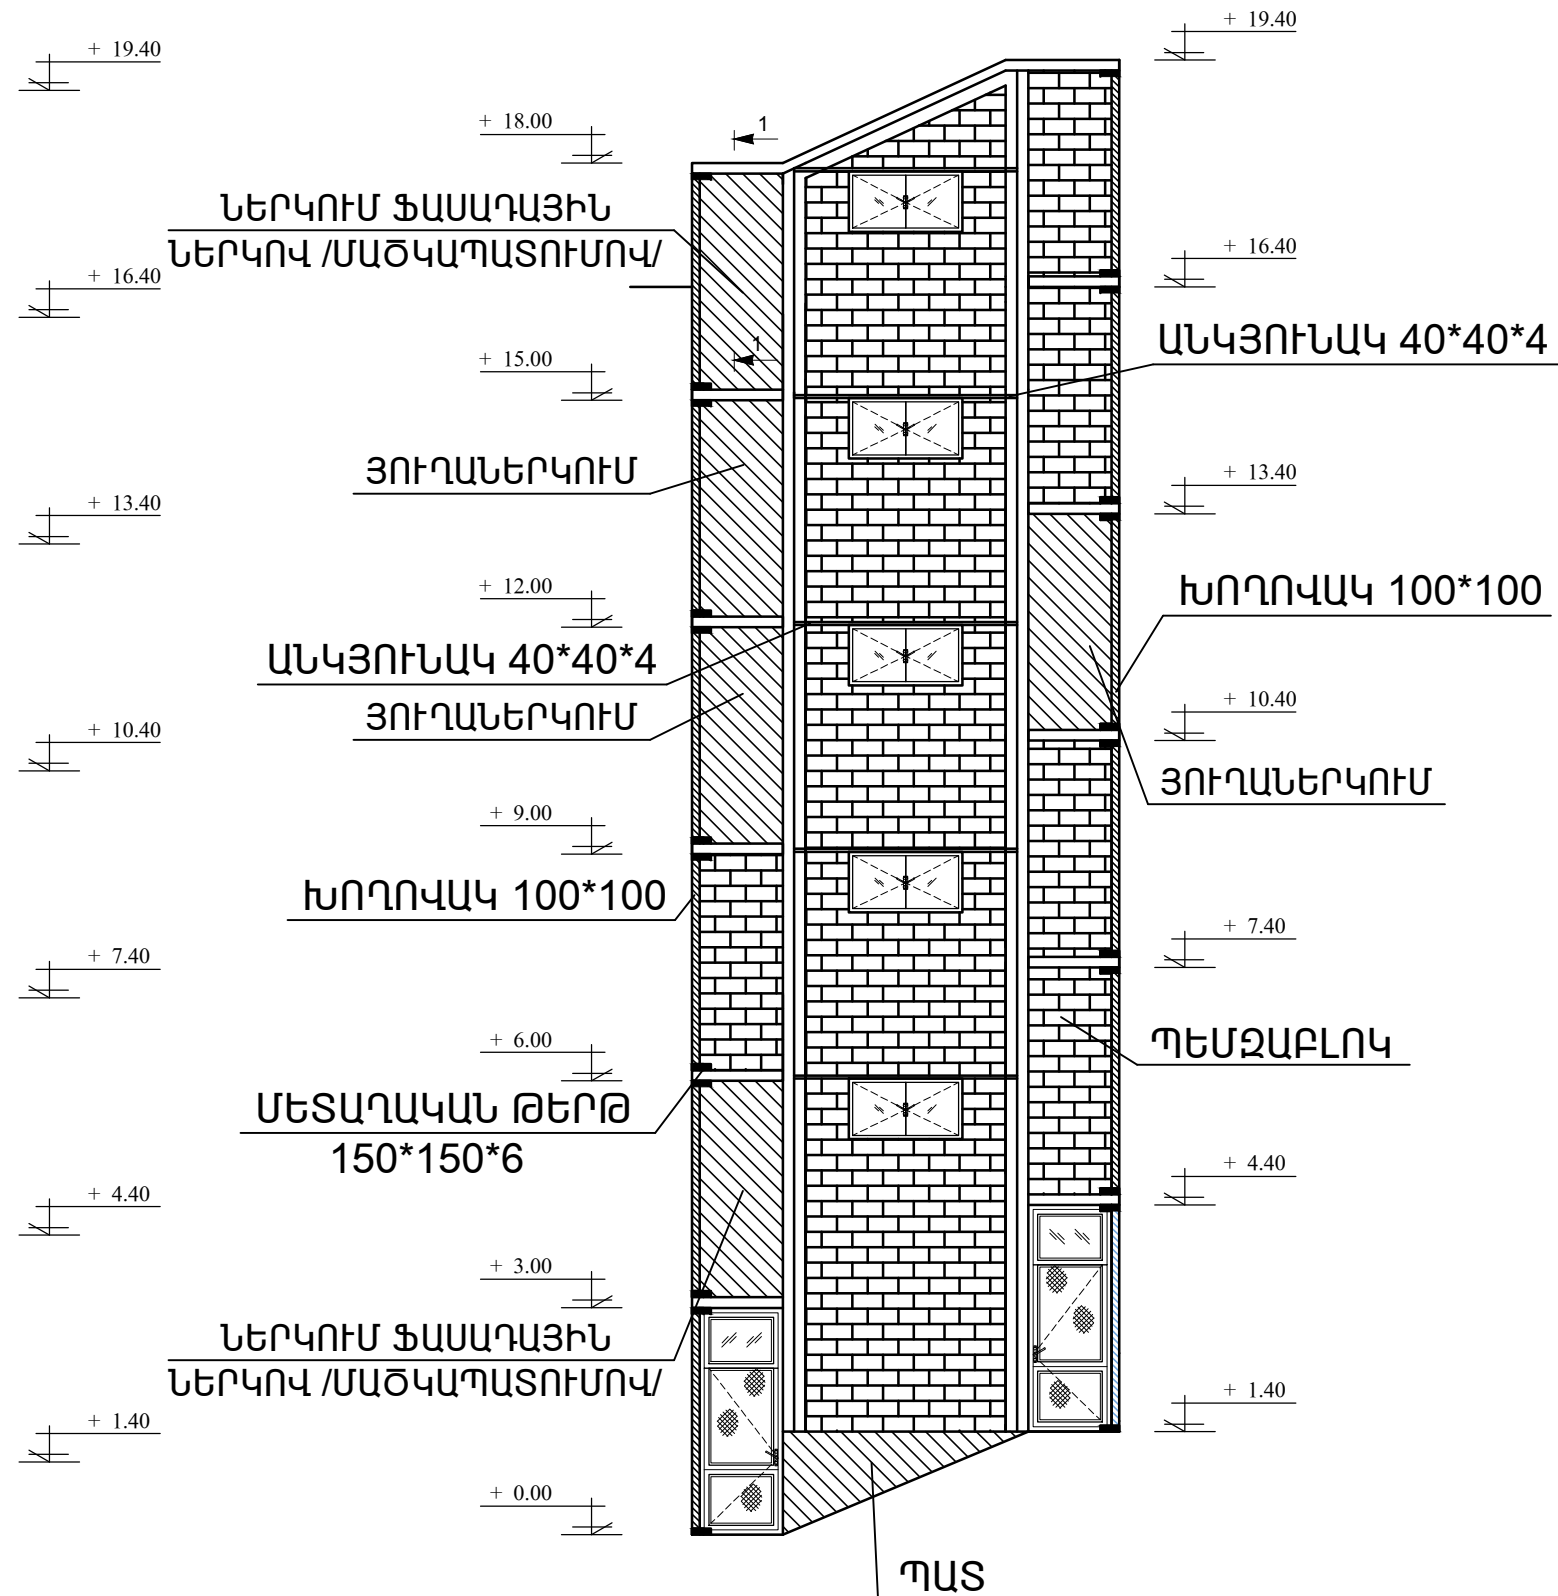 + 19.40
+ 19.40
+ 18.00
1
ՆԵՐԿՈՒՄ ՖԱՍԱԴԱՅԻՆ
ՆԵՐԿՈՎ /ՄԱԾԿԱՊԱՏՈՒՄՈՎ/
+ 16.40
+ 16.40
1
+ 15.00
ԱՆԿՅՈՒՆԱԿ 40*40*4
ՅՈՒՂԱՆԵՐԿՈՒՄ
+ 13.40
+ 13.40
+ 12.00
ԽՈՂՈՎԱԿ 100*100
ԱՆԿՅՈՒՆԱԿ 40*40*4
ՅՈՒՂԱՆԵՐԿՈՒՄ
+ 10.40
+ 10.40
ՅՈՒՂԱՆԵՐԿՈՒՄ
+ 9.00
ԽՈՂՈՎԱԿ 100*100
+ 7.40
+ 7.40
+ 6.00
ՊԵՄԶԱԲԼՈԿ
ՄԵՏԱՂԱԿԱՆ ԹԵՐԹ
150*150*6
+ 4.40
+ 4.40
+ 3.00
ՆԵՐԿՈՒՄ ՖԱՍԱԴԱՅԻՆ
ՆԵՐԿՈՎ /ՄԱԾԿԱՊԱՏՈՒՄՈՎ/
+ 1.40
+ 1.40
+ 0.00
ՊԱՏ